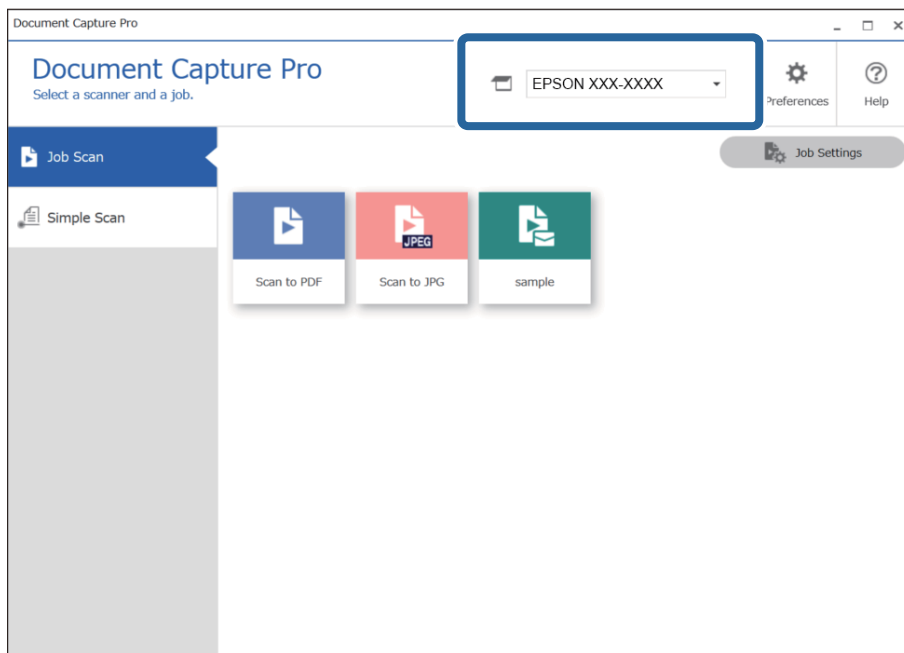 Document Capture Pro
Document Capture Pro
Select a scanner and a job.
EPSON XXX-XXXX
Preferences
Help
Job Scan
Job Settings
Simple Scan
JPEG
Scan to PDF
Scan to JPG
sample